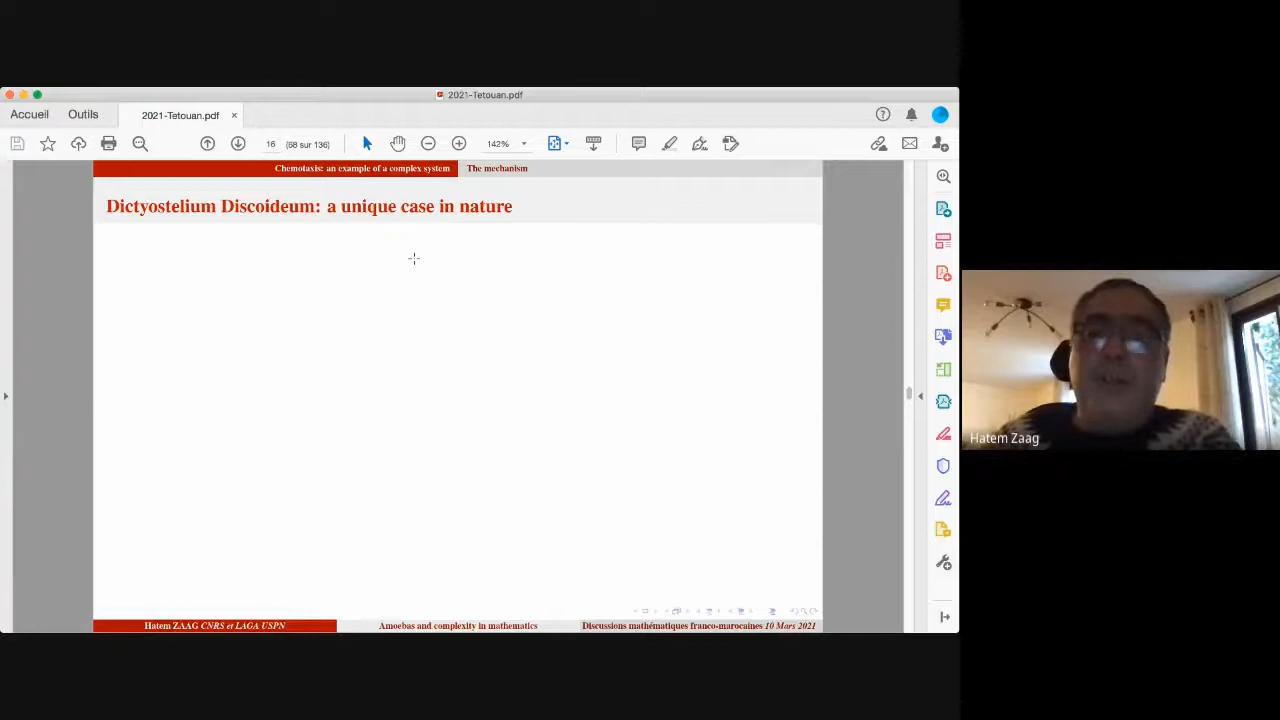 2021-Tetouan.pdf
Accueil Outils 2021-Tetouan.pdf ×
16 (68 sur 136) 142%
Chemotaxis: an example of a complex system The mechanism
Dictyostelium Discoideum: a unique case in nature
Hatem Zaag
Hatem ZAAG CNRS et LAGA USPN Amoebas and complexity in mathematics Discussions mathématiques franco-marocaines 10 Mars 2021